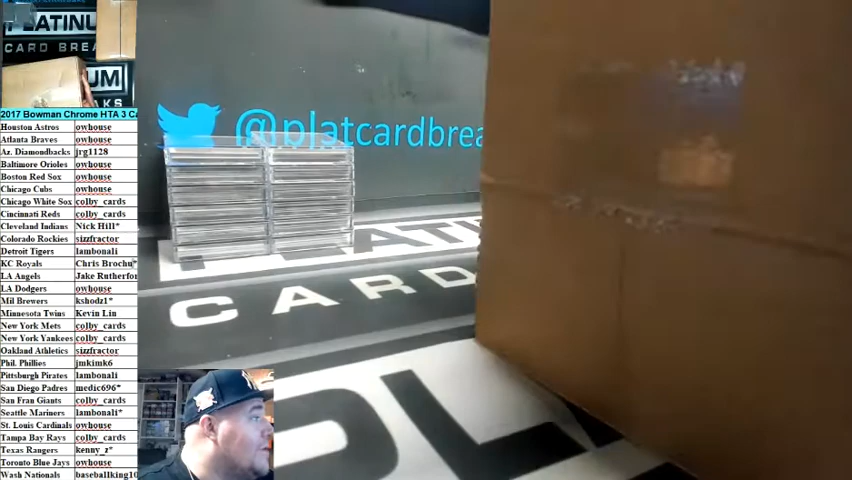 PLATINUM
CARD BREA
UM
KS
2017 Bowman Chrome HTA 3 Ca
Houston Astros owhouse
Atlanta Braves owhouse
Az. Diamondbacks jrg1128
Baltimore Orioles owhouse
Boston Red Sox owhouse
Chicago Cubs owhouse
Chicago White Sox colby_cards
Cincinnati Reds colby_cards
Cleveland Indians Nick Hill*
Colorado Rockies sizzfractor
Detroit Tigers lambonali
KC Royals Chris Brochu*
LA Angels Jake Rutherfor
LA Dodgers owhouse
Mil Brewers kshodz1*
Minnesota Twins Kevin Lin
New York Mets colby_cards
New York Yankees colby_cards
Oakland Athletics sizzfractor
Phil. Phillies jmkimk6
Pittsburgh Pirates lambonali
San Diego Padres medic696*
San Fran Giants colby_cards
Seattle Mariners lambonali*
St. Louis Cardinals owhouse
Tampa Bay Rays colby_cards
Texas Rangers kenny_z*
Toronto Blue Jays owhouse
Wash Nationals baseballking10
@platcardbrea
PLATI
CARD
PL